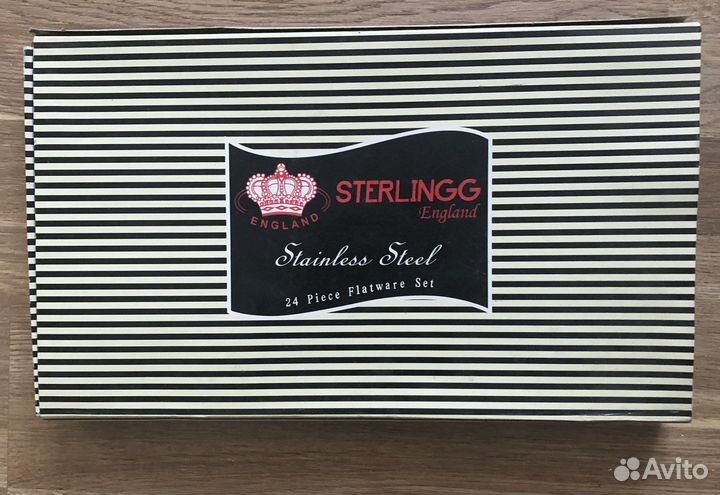 ENGLAND
STERLINGG
England
Stainless Steel
24 Piece Flatware Set
Avito